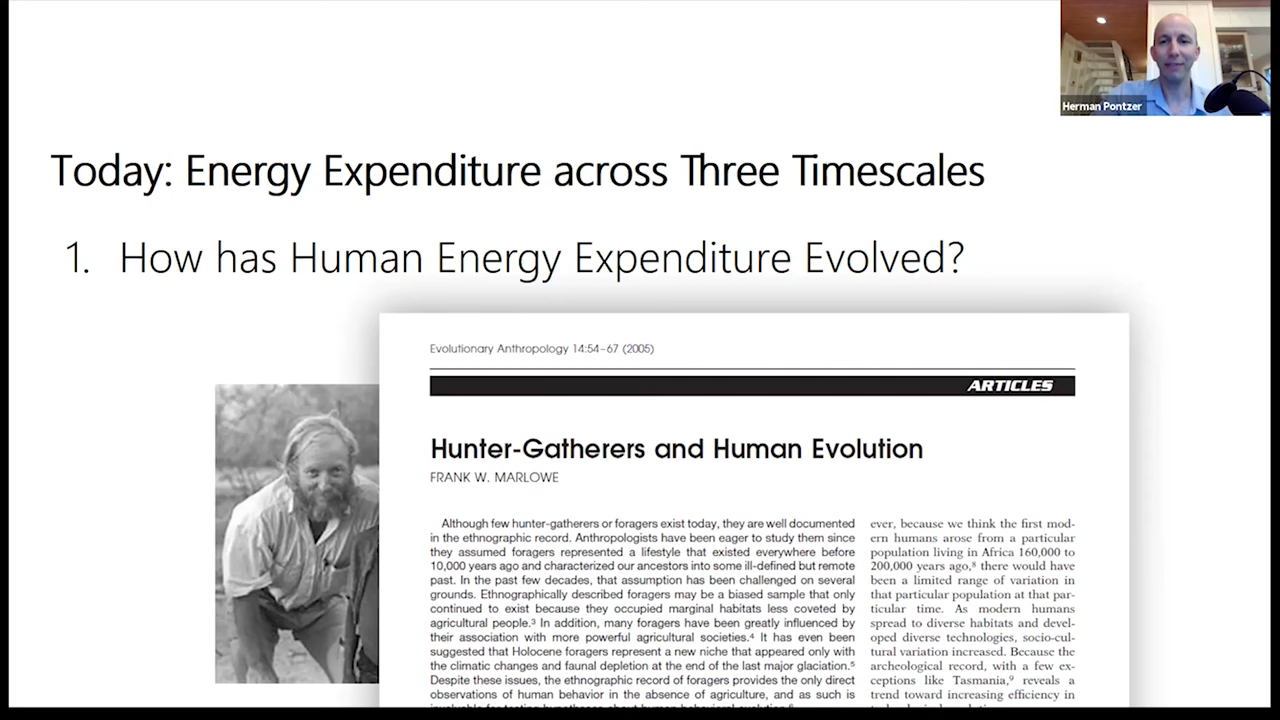 Herman Pontzer
Today: Energy Expenditure across Three Timescales
1. How has Human Energy Expenditure Evolved?
Evolutionary Anthropology 14:54–67 (2005)
ARTICLES
Hunter-Gatherers and Human Evolution
FRANK W. MARLOWE
Although few hunter-gatherers or foragers exist today, they are well documented
in the ethnographic record. Anthropologists have been eager to study them since
they assumed foragers represented a lifestyle that existed everywhere before
10,000 years ago and characterized our ancestors into some ill-defined but remote
past. In the past few decades, that assumption has been challenged on several
grounds. Ethnographically described foragers may be a biased sample that only
continued to exist because they occupied marginal habitats less coveted by
agricultural people.³ In addition, many foragers have been greatly influenced by
their association with more powerful agricultural societies.⁴ It has even been
suggested that Holocene foragers represent a new niche that appeared only with
the climatic changes and faunal depletion at the end of the last major glaciation.⁵
Despite these issues, the ethnographic record of foragers provides the only direct
observations of human behavior in the absence of agriculture, and as such is
ever, because we think the first mod-
ern humans arose from a particular
population living in Africa 160,000 to
200,000 years ago,⁸ there would have
been a limited range of variation in
that particular population at that par-
ticular time. As modern humans
spread to diverse habitats and devel-
oped diverse technologies, socio-cul-
tural variation increased. Because the
archeological record, with a few ex-
ceptions like Tasmania,⁹ reveals a
trend toward increasing efficiency in